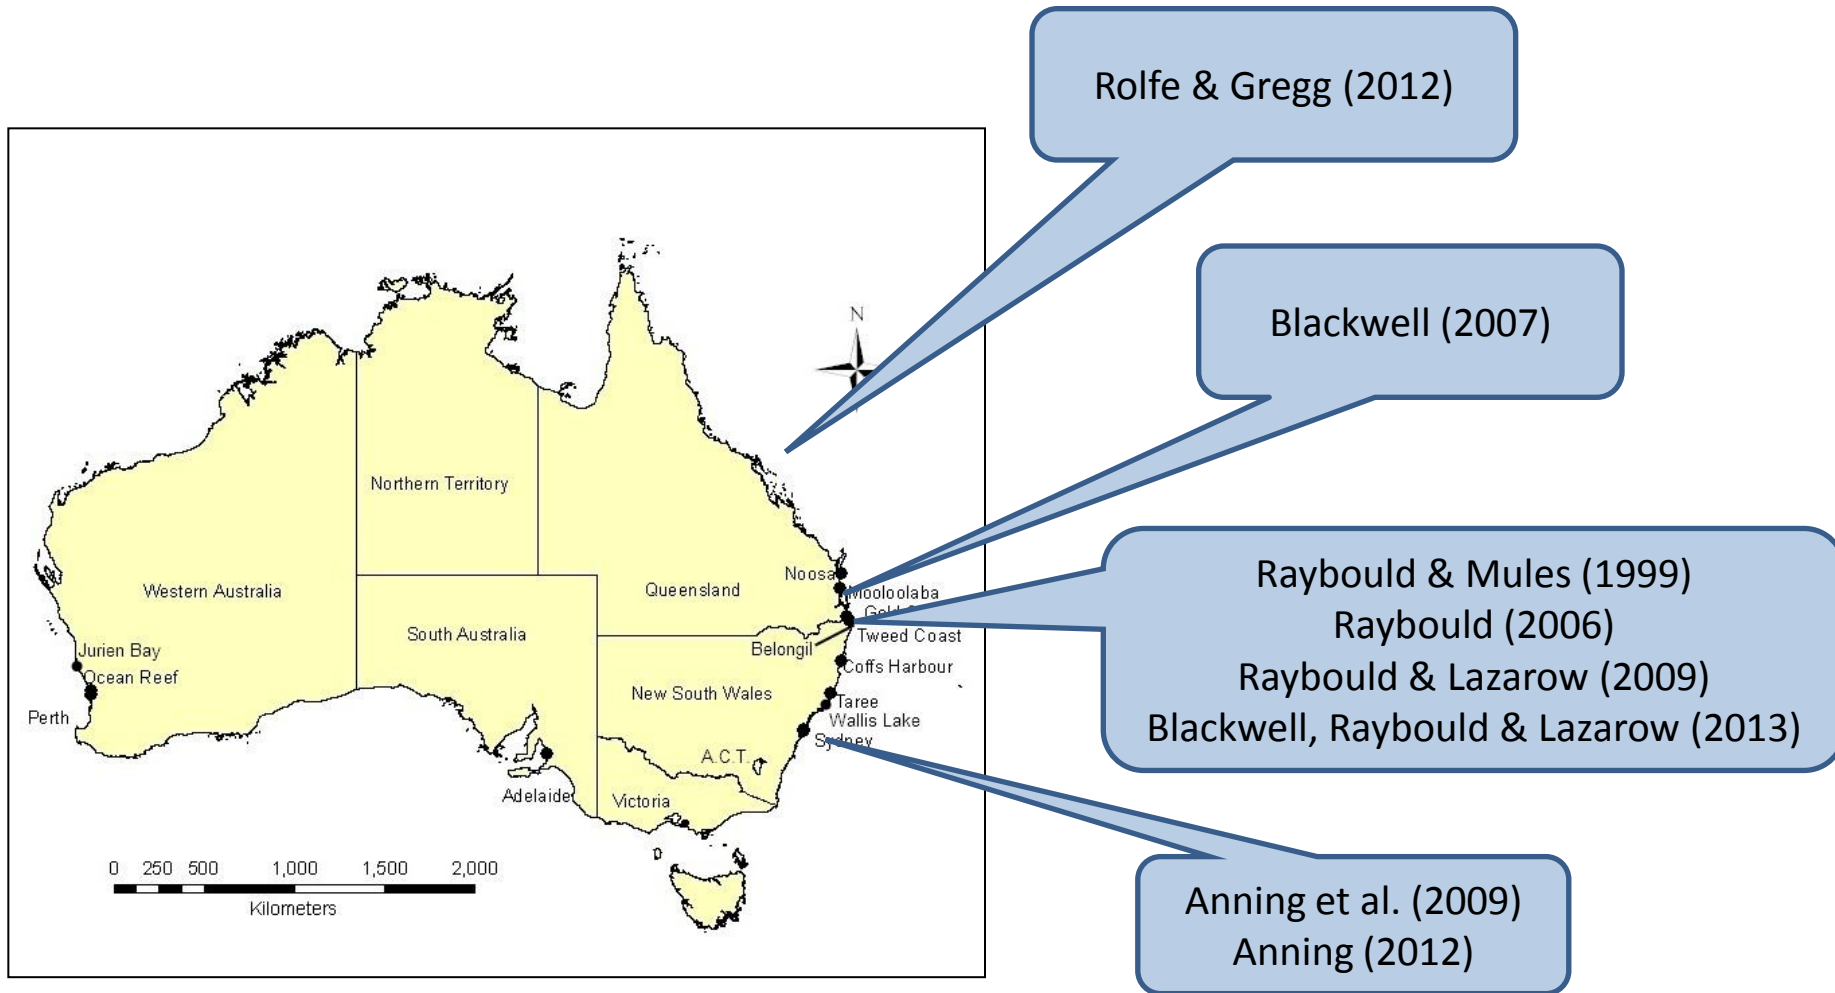 Rolfe & Gregg (2012)
Blackwell (2007)
N
Northern Territory
Noosa
Western Australia
Queensland
Mooloolaba
Raybould & Mules (1999)
Raybould (2006)
Raybould & Lazarow (2009)
Blackwell, Raybould & Lazarow (2013)
South Australia
Tweed Coast
Belongil
Jurien Bay
Coffs Harbour
Ocean Reef
New South Wales
Taree
Perth
Wallis Lake
Sydney
A.C.T.
Adelaide
Victoria
0 250 500 1,000 1,500 2,000
Kilometers
Anning et al. (2009)
Anning (2012)